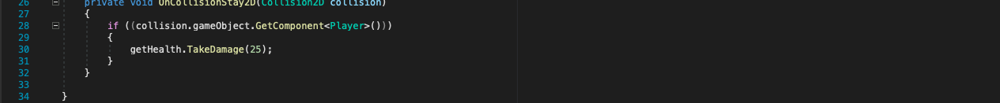 26 private void OnCollisionStay2D(Collision2D collision)
27 {
28 if ((collision.gameObject.GetComponent<Player>()))
29 {
30 getHealth.TakeDamage(25);
31 }
32 }
33
34 }